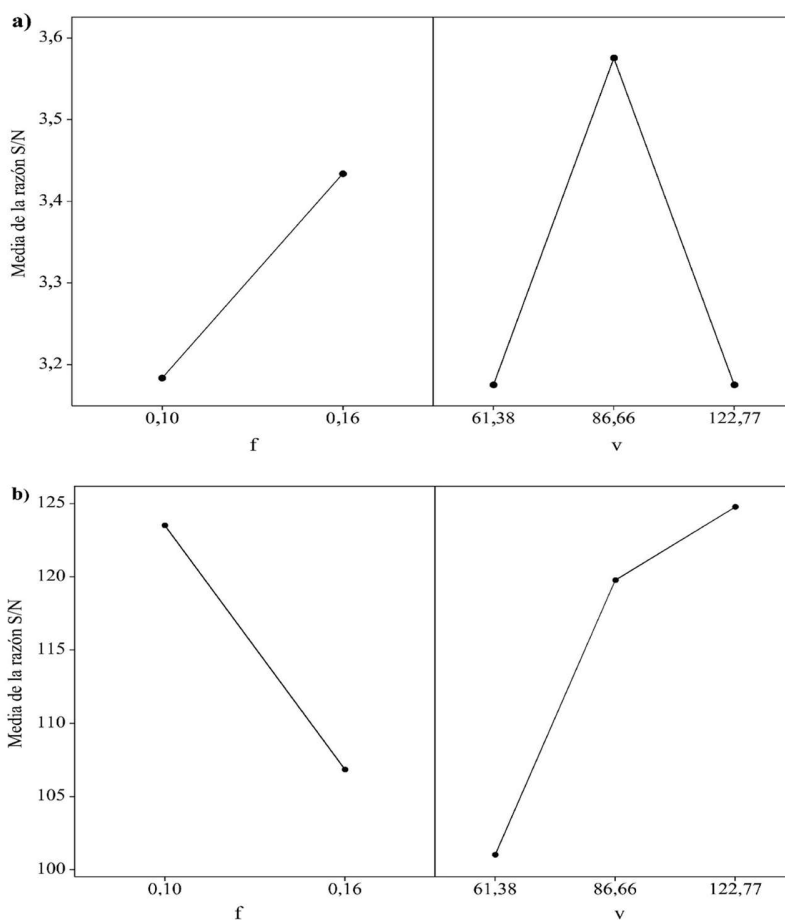 a)
Media de la razón S/N
3,6
3,5
3,4
3,3
3,2
0,10 0,16
f
61,38 86,66 122,77
v
b)
Media de la razón S/N
125
120
115
110
105
100
0,10 0,16
f
61,38 86,66 122,77
v